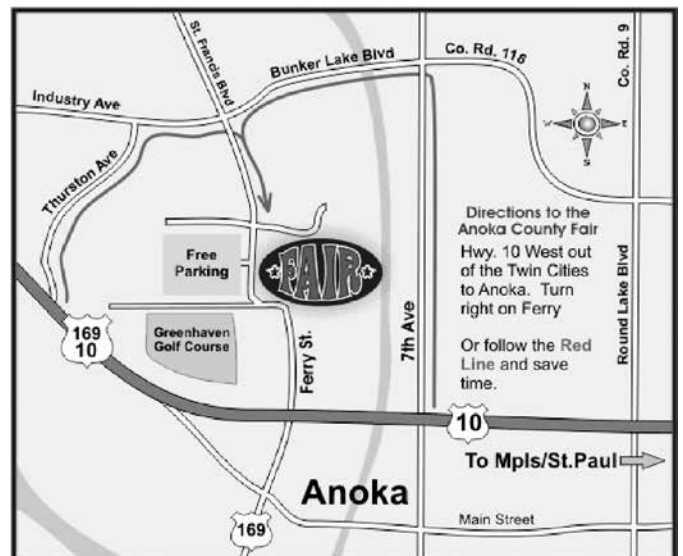 St. Francis Blvd
Bunker Lake Blvd
Co. Rd. 116
Co. Rd. 9
Industry Ave
Thurston Ave
N
W
E
S
Free
Parking
FAIR
Directions to the
Anoka County Fair
Hwy. 10 West out
of the Twin Cities
to Anoka. Turn
right on Ferry
Or follow the Red
Line and save
time.
Round Lake Blvd
7th Ave
Ferry St.
169
10
Greenhaven
Golf Course
10
To Mpls/St.Paul
Anoka
169
Main Street